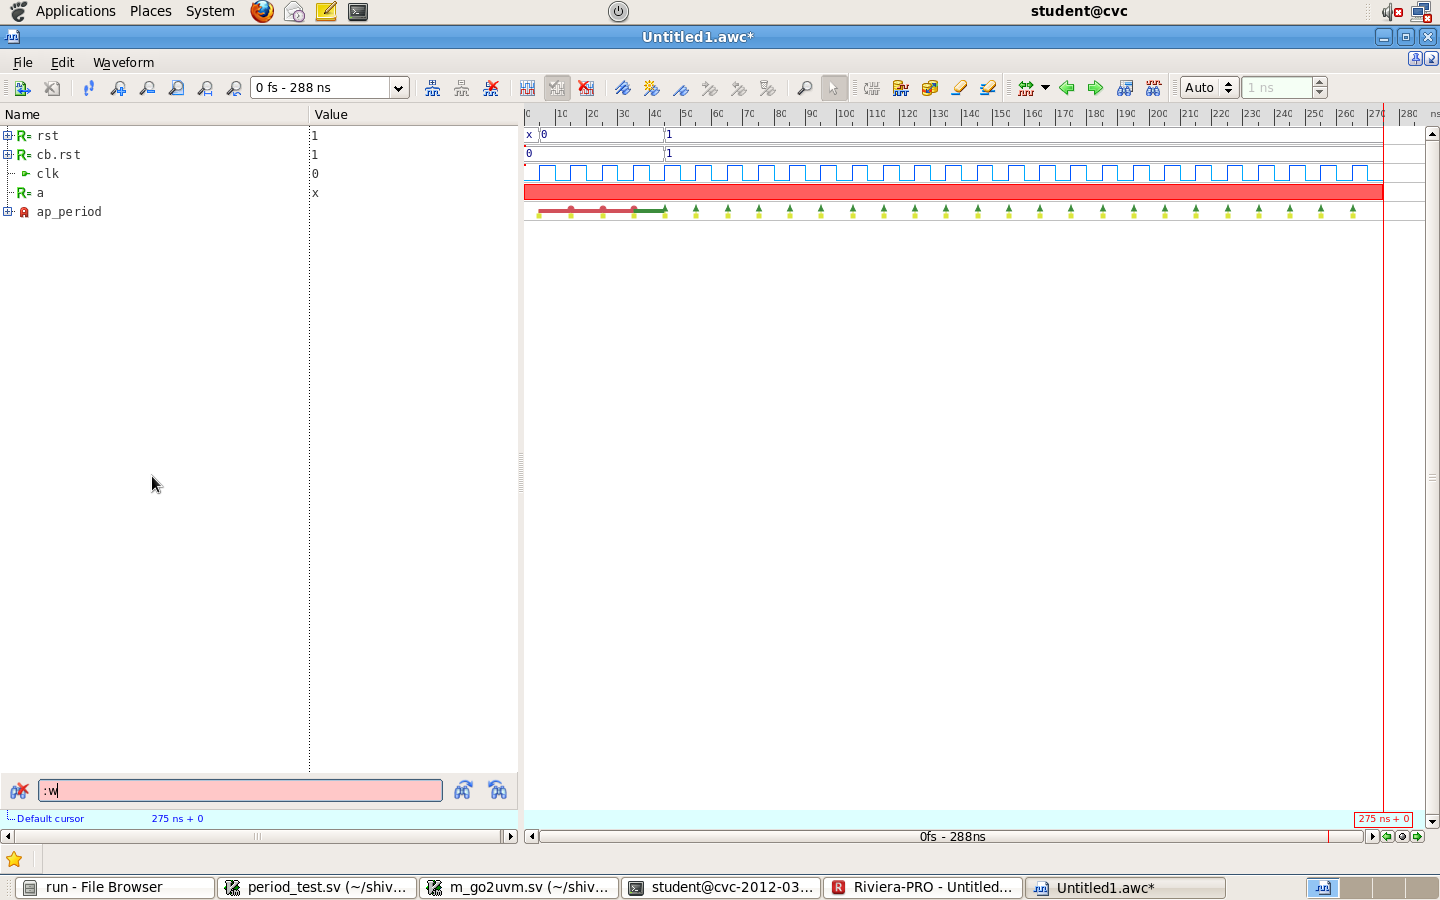 Applications Places System student@cvc
Untitled1.awc*
File Edit Waveform
0 fs - 288 ns Auto 1 ns
Name Value
0 10 20 30 40 50 60 70 80 90 100 110 120 130 140 150 160 170 180 190 200 210 220 230 240 250 260 270 280 ns
R= rst 1 x 0 1
R= cb.rst 1 0 1
clk 0
R= a x
ap_period
:w
Default cursor 275 ns + 0 275 ns + 0
0fs - 288ns
run - File Browser period_test.sv (~/shiv... m_go2uvm.sv (~/shiv... student@cvc-2012-03... R Riviera-PRO - Untitled... Untitled1.awc*